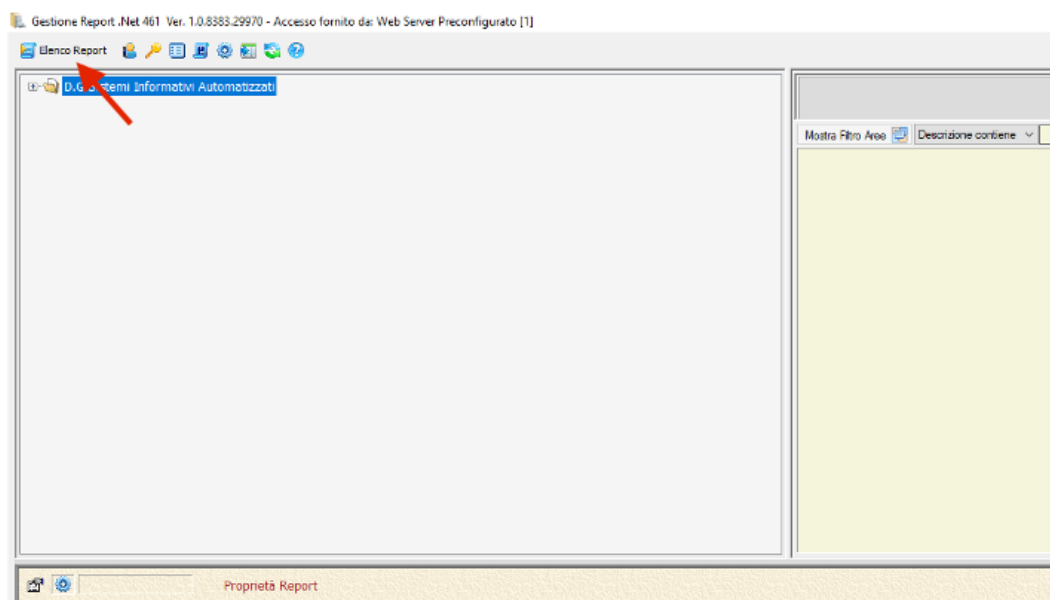 Gestione Report .Net 461 Ver. 1.0.8383.29970 - Accesso fornito da: Web Server Preconfigurato [1]
Elenco Report
D.G. Sistemi Informativi Automatizzati
Mostra Filtro Aree Descrizione contiene
Proprietà Report